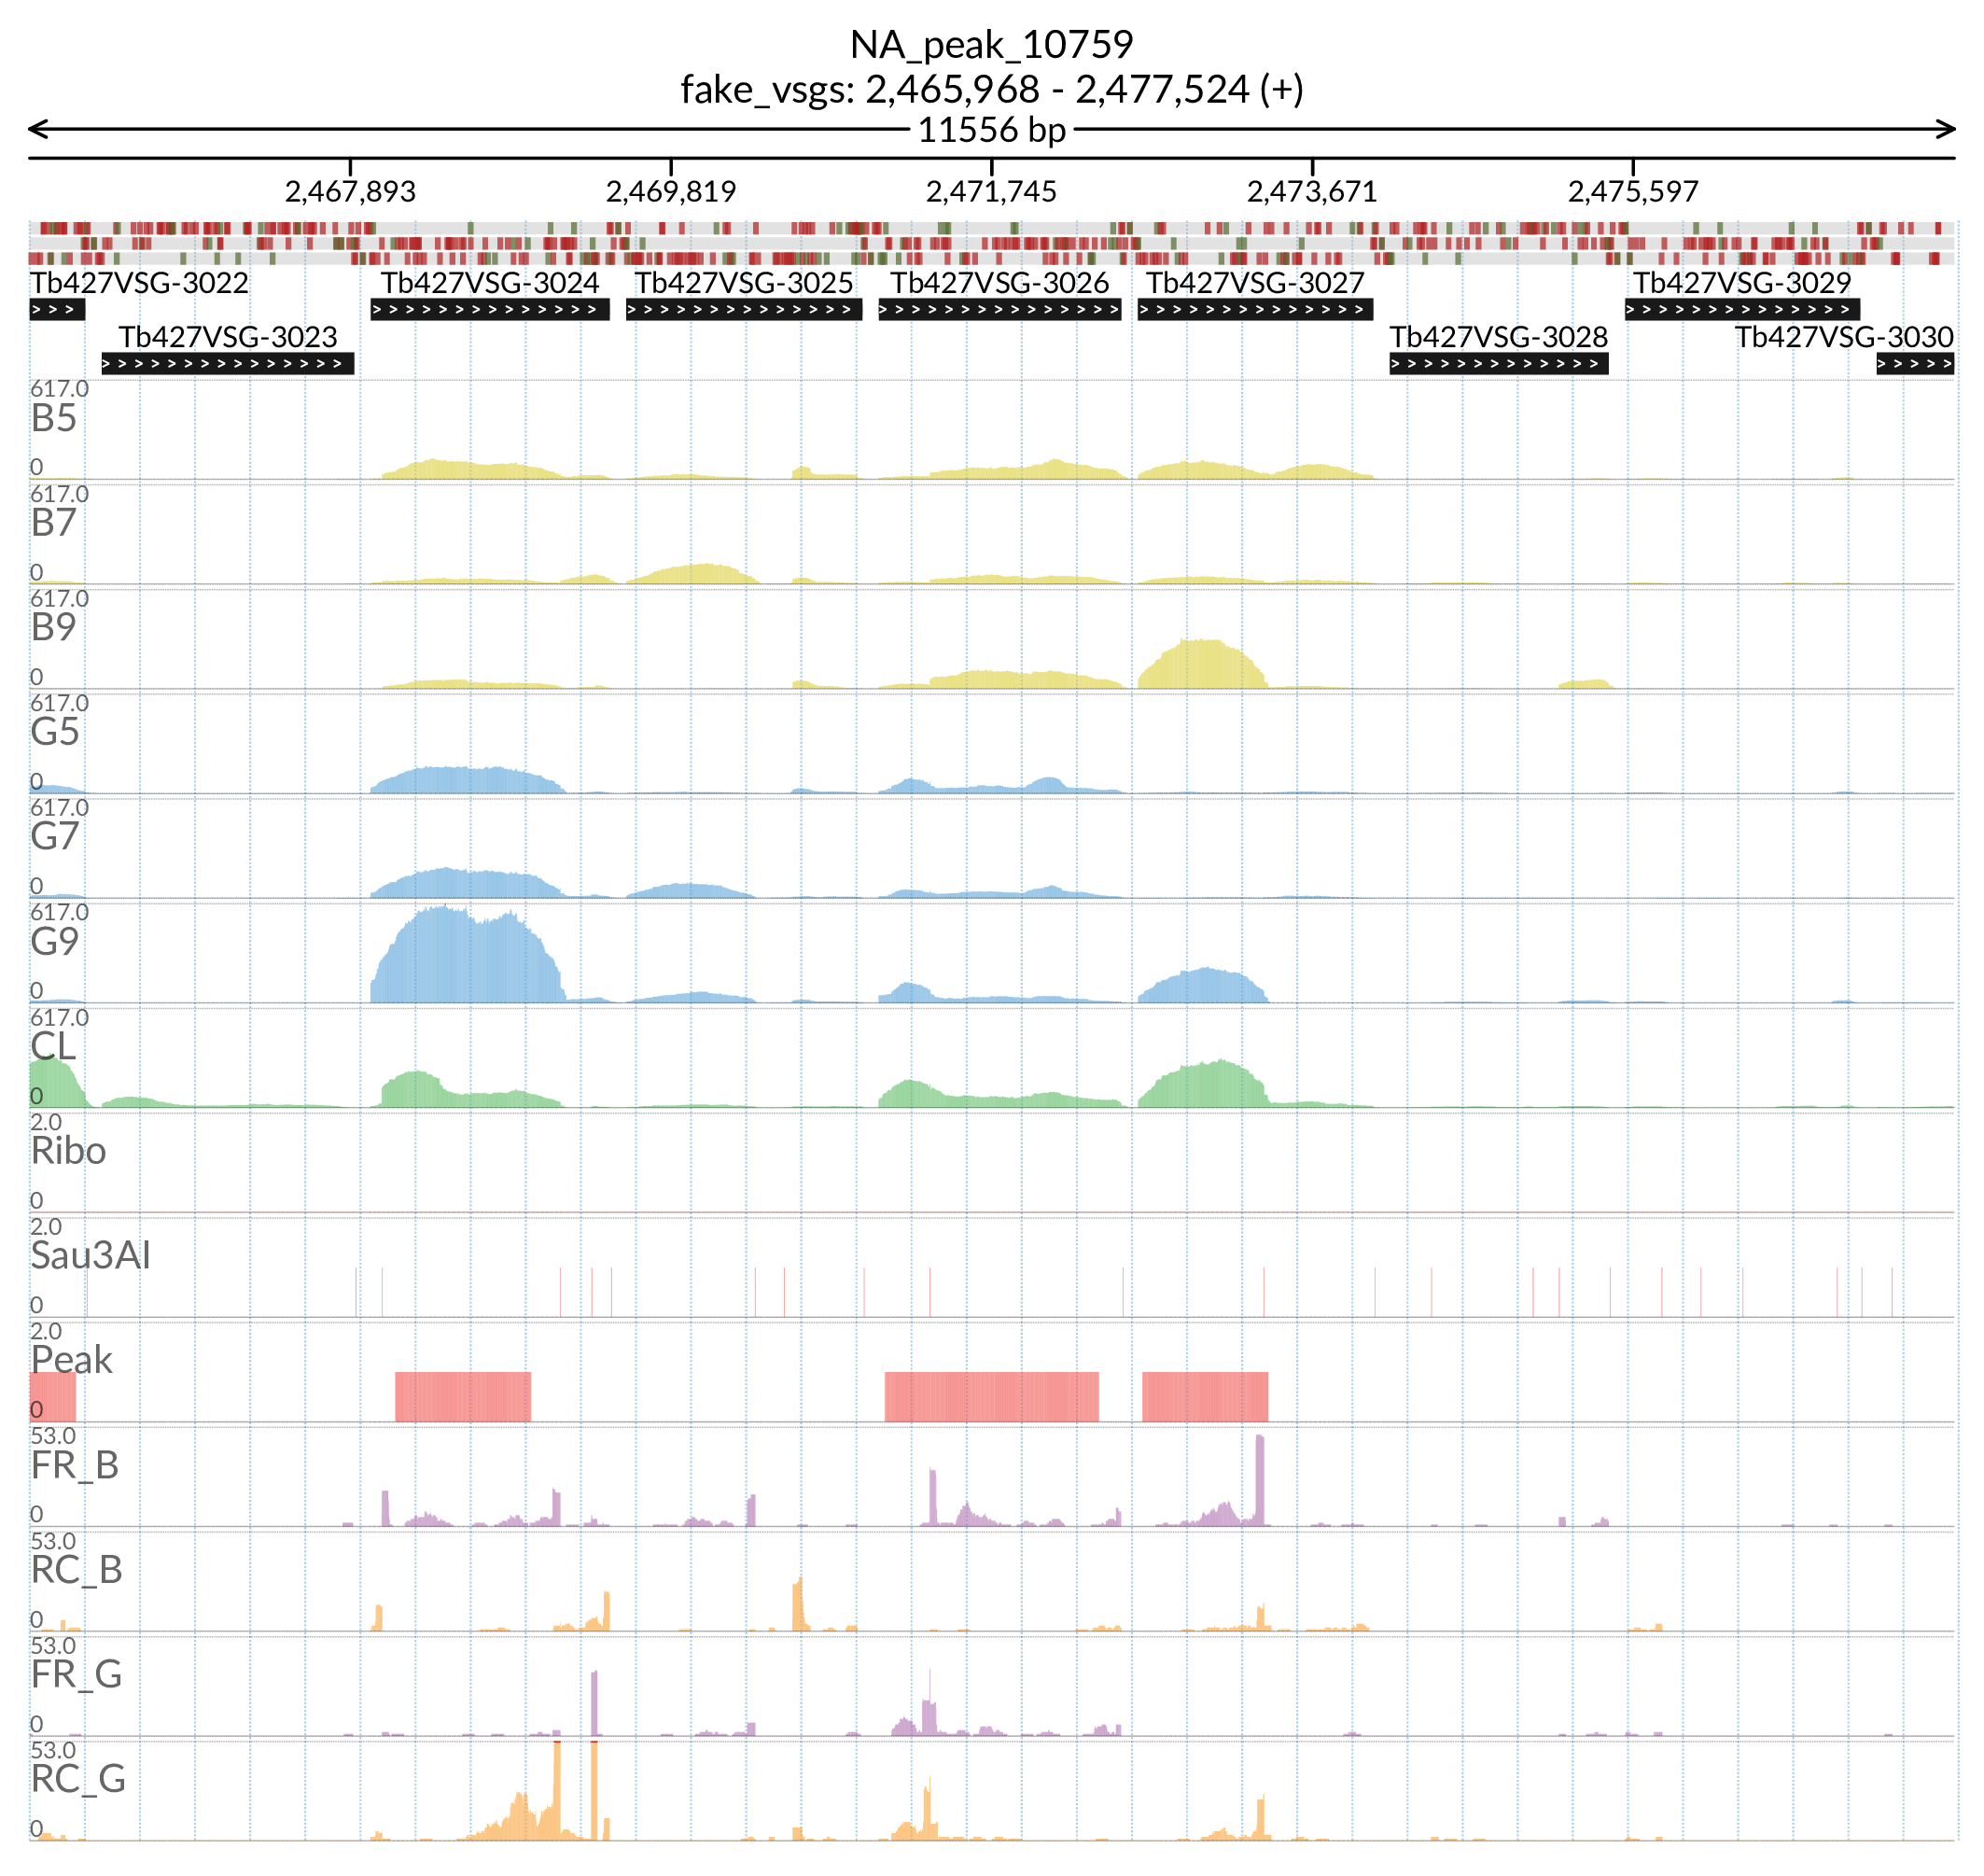 NA_peak_10759
fake_vsgs: 2,465,968 - 2,477,524 (+)
11556 bp
2,467,893 2,469,819 2,471,745 2,473,671 2,475,597
Tb427VSG-3022 Tb427VSG-3024 Tb427VSG-3025 Tb427VSG-3026 Tb427VSG-3027 Tb427VSG-3029
Tb427VSG-3023 Tb427VSG-3028 Tb427VSG-3030
617.0
B5
0
617.0
B7
0
617.0
B9
0
617.0
G5
0
617.0
G7
0
617.0
G9
0
617.0
CL
0
2.0
Ribo
0
2.0
Sau3AI
0
2.0
Peak
0
53.0
FR_B
0
53.0
RC_B
0
53.0
FR_G
0
53.0
RC_G
0